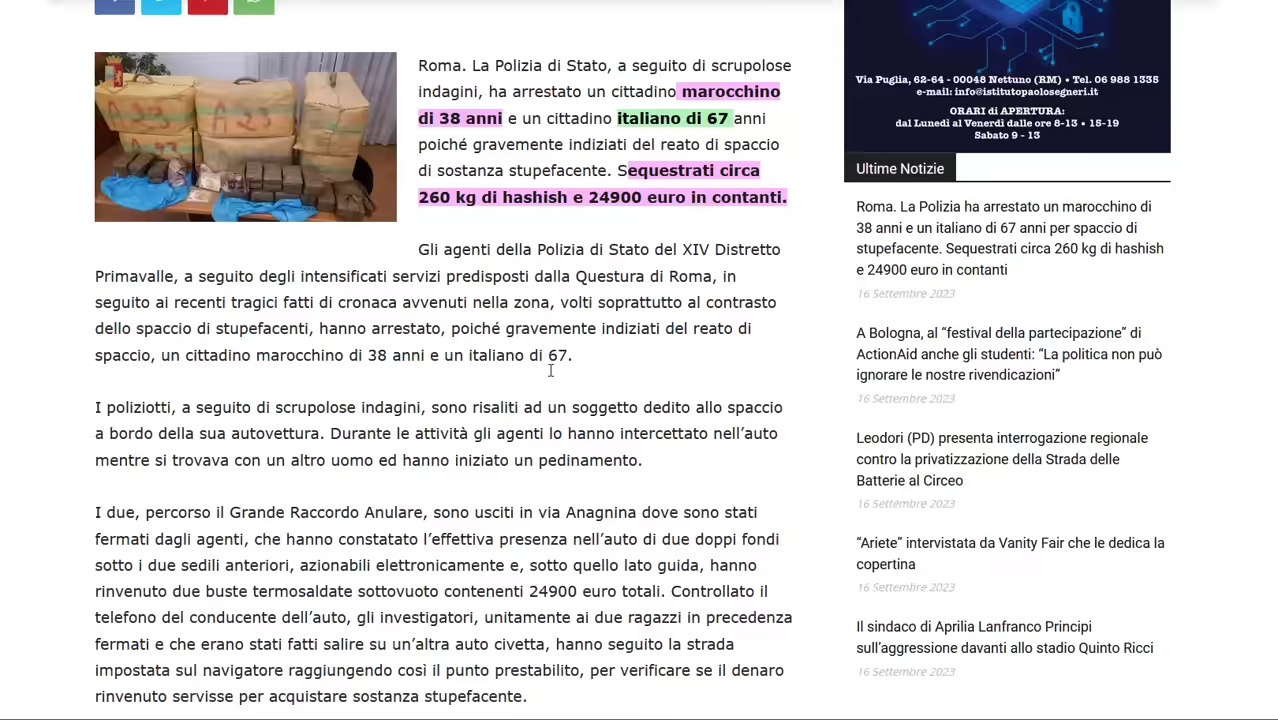 Roma. La Polizia di Stato, a seguito di scrupolose
indagini, ha arrestato un cittadino marocchino
di 38 anni e un cittadino italiano di 67 anni
poiché gravemente indiziati del reato di spaccio
di sostanza stupefacente. Sequestrati circa
260 kg di hashish e 24900 euro in contanti.
Gli agenti della Polizia di Stato del XIV Distretto
Primavalle, a seguito degli intensificati servizi predisposti dalla Questura di Roma, in
seguito ai recenti tragici fatti di cronaca avvenuti nella zona, volti soprattutto al contrasto
dello spaccio di stupefacenti, hanno arrestato, poiché gravemente indiziati del reato di
spaccio, un cittadino marocchino di 38 anni e un italiano di 67.
I poliziotti, a seguito di scrupolose indagini, sono risaliti ad un soggetto dedito allo spaccio
a bordo della sua autovettura. Durante le attività gli agenti lo hanno intercettato nell’auto
mentre si trovava con un altro uomo ed hanno iniziato un pedinamento.
I due, percorso il Grande Raccordo Anulare, sono usciti in via Anagnina dove sono stati
fermati dagli agenti, che hanno constatato l’effettiva presenza nell’auto di due doppi fondi
sotto i due sedili anteriori, azionabili elettronicamente e, sotto quello lato guida, hanno
rinvenuto due buste termosaldate sottovuoto contenenti 24900 euro totali. Controllato il
telefono del conducente dell’auto, gli investigatori, unitamente ai due ragazzi in precedenza
fermati e che erano stati fatti salire su un’altra auto civetta, hanno seguito la strada
impostata sul navigatore raggiungendo così il punto prestabilito, per verificare se il denaro
rinvenuto servisse per acquistare sostanza stupefacente.
Via Puglia, 62-64 - 00048 Nettuno (RM) • Tel. 06 988 1335
e-mail: info@istitutopaolosegneri.it
ORARI di APERTURA:
dal Lunedì al Venerdì dalle ore 8-13 • 15-19
Sabato 9 - 13
Ultime Notizie
Roma. La Polizia ha arrestato un marocchino di
38 anni e un italiano di 67 anni per spaccio di
stupefacente. Sequestrati circa 260 kg di hashish
e 24900 euro in contanti
16 Settembre 2023
A Bologna, al “festival della partecipazione” di
ActionAid anche gli studenti: “La politica non può
ignorare le nostre rivendicazioni”
16 Settembre 2023
Leodori (PD) presenta interrogazione regionale
contro la privatizzazione della Strada delle
Batterie al Circeo
16 Settembre 2023
“Ariete” intervistata da Vanity Fair che le dedica la
copertina
16 Settembre 2023
Il sindaco di Aprilia Lanfranco Principi
sull’aggressione davanti allo stadio Quinto Ricci
16 Settembre 2023